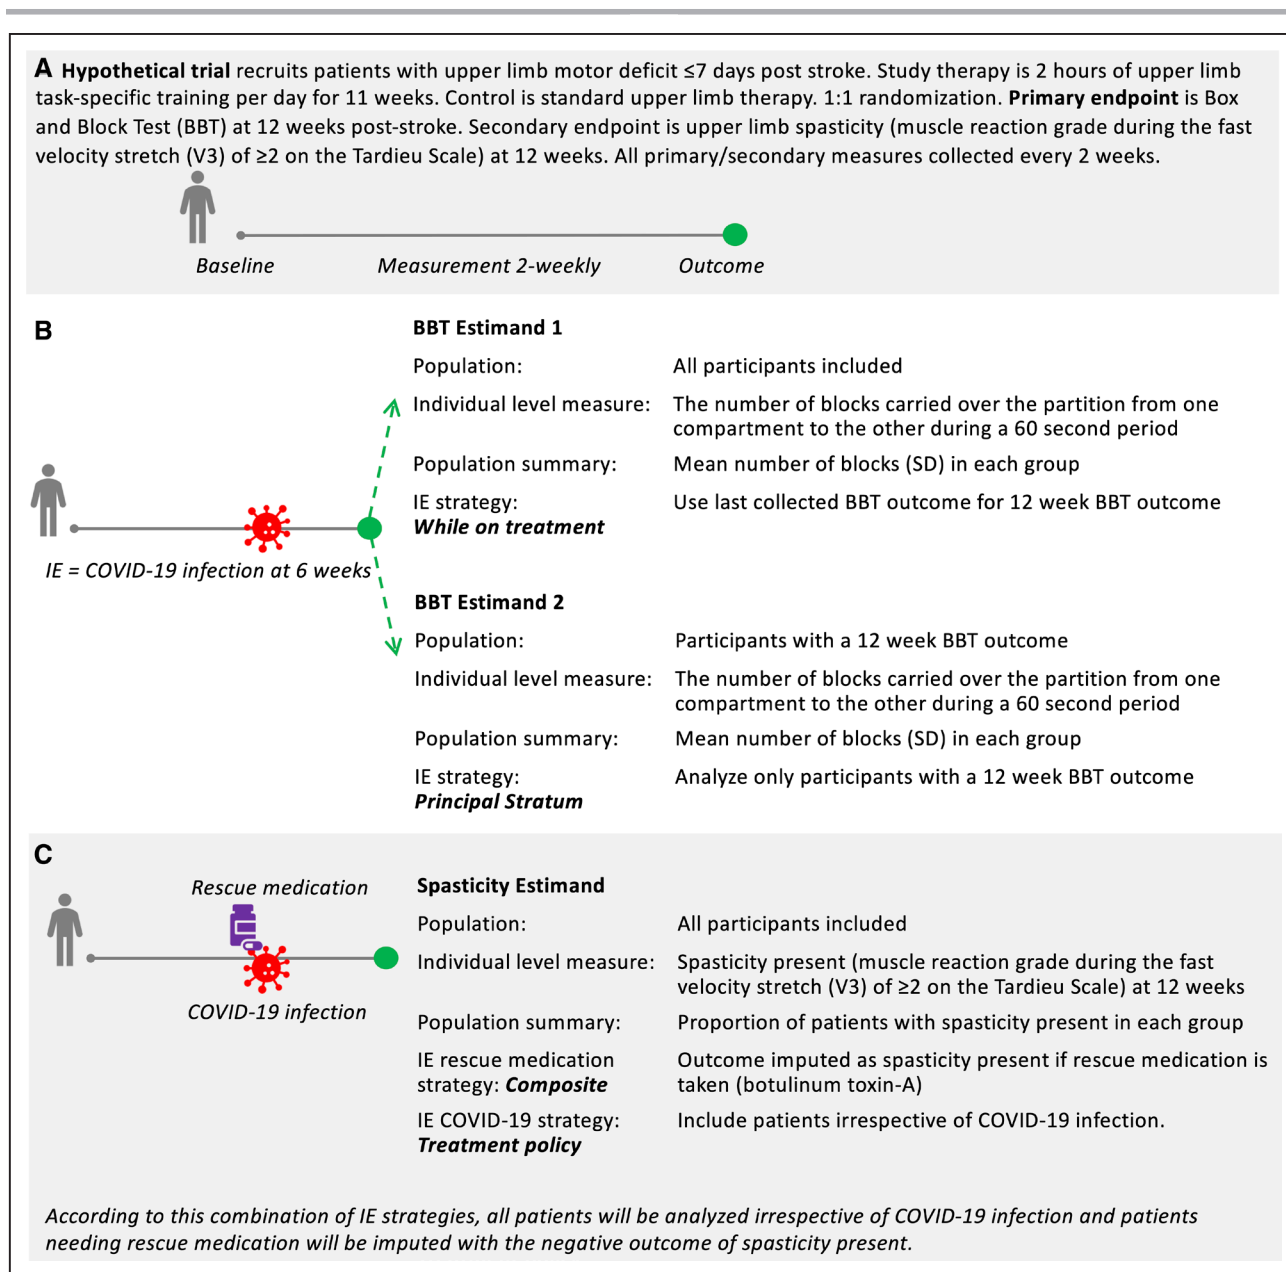 A Hypothetical trial recruits patients with upper limb motor deficit ≤7 days post stroke. Study therapy is 2 hours of upper limb
task-specific training per day for 11 weeks. Control is standard upper limb therapy. 1:1 randomization. Primary endpoint is Box
and Block Test (BBT) at 12 weeks post-stroke. Secondary endpoint is upper limb spasticity (muscle reaction grade during the fast
velocity stretch (V3) of ≥2 on the Tardieu Scale) at 12 weeks. All primary/secondary measures collected every 2 weeks.
Baseline Measurement 2-weekly Outcome
B
IE = COVID-19 infection at 6 weeks
BBT Estimand 1
Population: All participants included
Individual level measure: The number of blocks carried over the partition from one
compartment to the other during a 60 second period
Population summary: Mean number of blocks (SD) in each group
IE strategy: Use last collected BBT outcome for 12 week BBT outcome
While on treatment
BBT Estimand 2
Population: Participants with a 12 week BBT outcome
Individual level measure: The number of blocks carried over the partition from one
compartment to the other during a 60 second period
Population summary: Mean number of blocks (SD) in each group
IE strategy: Analyze only participants with a 12 week BBT outcome
Principal Stratum
C
Rescue medication
COVID-19 infection
Spasticity Estimand
Population: All participants included
Individual level measure: Spasticity present (muscle reaction grade during the fast
velocity stretch (V3) of ≥2 on the Tardieu Scale) at 12 weeks
Population summary: Proportion of patients with spasticity present in each group
IE rescue medication Outcome imputed as spasticity present if rescue medication is
strategy: Composite taken (botulinum toxin-A)
IE COVID-19 strategy: Include patients irrespective of COVID-19 infection.
Treatment policy
According to this combination of IE strategies, all patients will be analyzed irrespective of COVID-19 infection and patients
needing rescue medication will be imputed with the negative outcome of spasticity present.